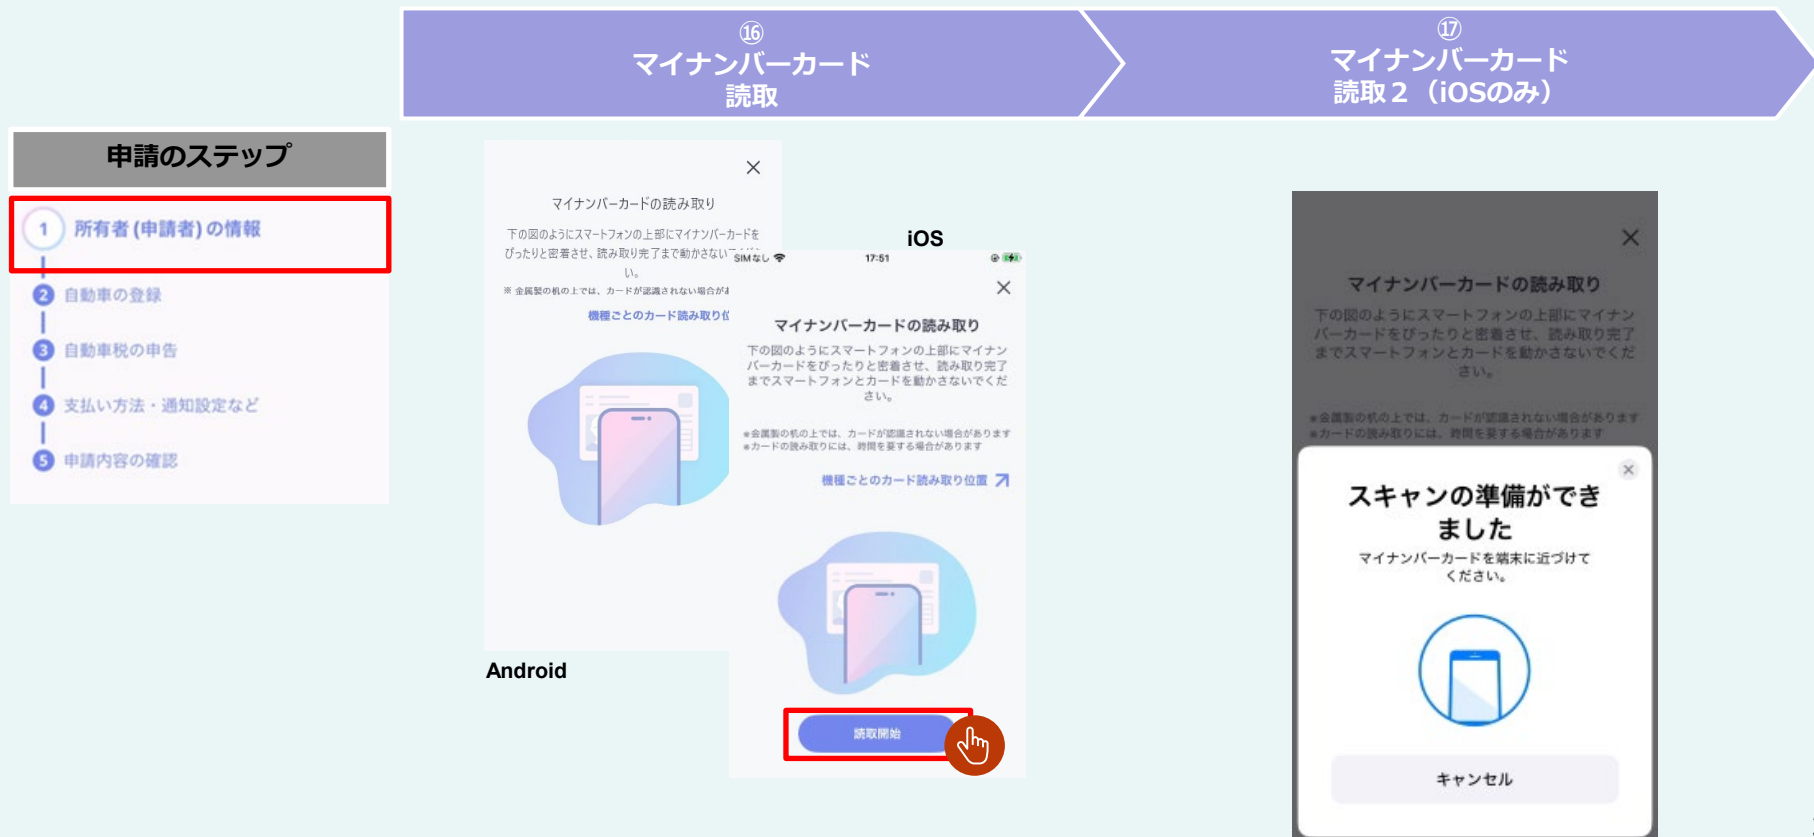 ⑯
マイナンバーカード
読取
⑰
マイナンバーカード
読取２（iOSのみ）
申請のステップ
1 所有者(申請者)の情報
2 自動車の登録
3 自動車税の申告
4 支払い方法・通知設定など
5 申請内容の確認
マイナンバーカードの読み取り
下の図のようにスマートフォンの上部にマイナンバーカードを
ぴったりと密着させ、読み取り完了まで動かさない
い。
※ 金属製の机の上では、カードが認識されない場合が
機種ごとのカード読み取り位
Android
iOS
SIMなし
17:51
マイナンバーカードの読み取り
下の図のようにスマートフォンの上部にマイナン
バーカードをぴったりと密着させ、読み取り完了
までスマートフォンとカードを動かさないでくだ
さい。
※金属製の机の上では、カードが認識されない場合があります
※カードの読み取りには、時間を要する場合があります
機種ごとのカード読み取り位置
読取開始
マイナンバーカードの読み取り
下の図のようにスマートフォンの上部にマイナン
バーカードをぴったりと密着させ、読み取り完了
までスマートフォンとカードを動かさないでくだ
さい。
※金属製の机の上では、カードが認識されない場合があります
※カードの読み取りには、時間を要する場合があります
スキャンの準備ができ
ました
マイナンバーカードを端末に近づけて
ください。
キャンセル